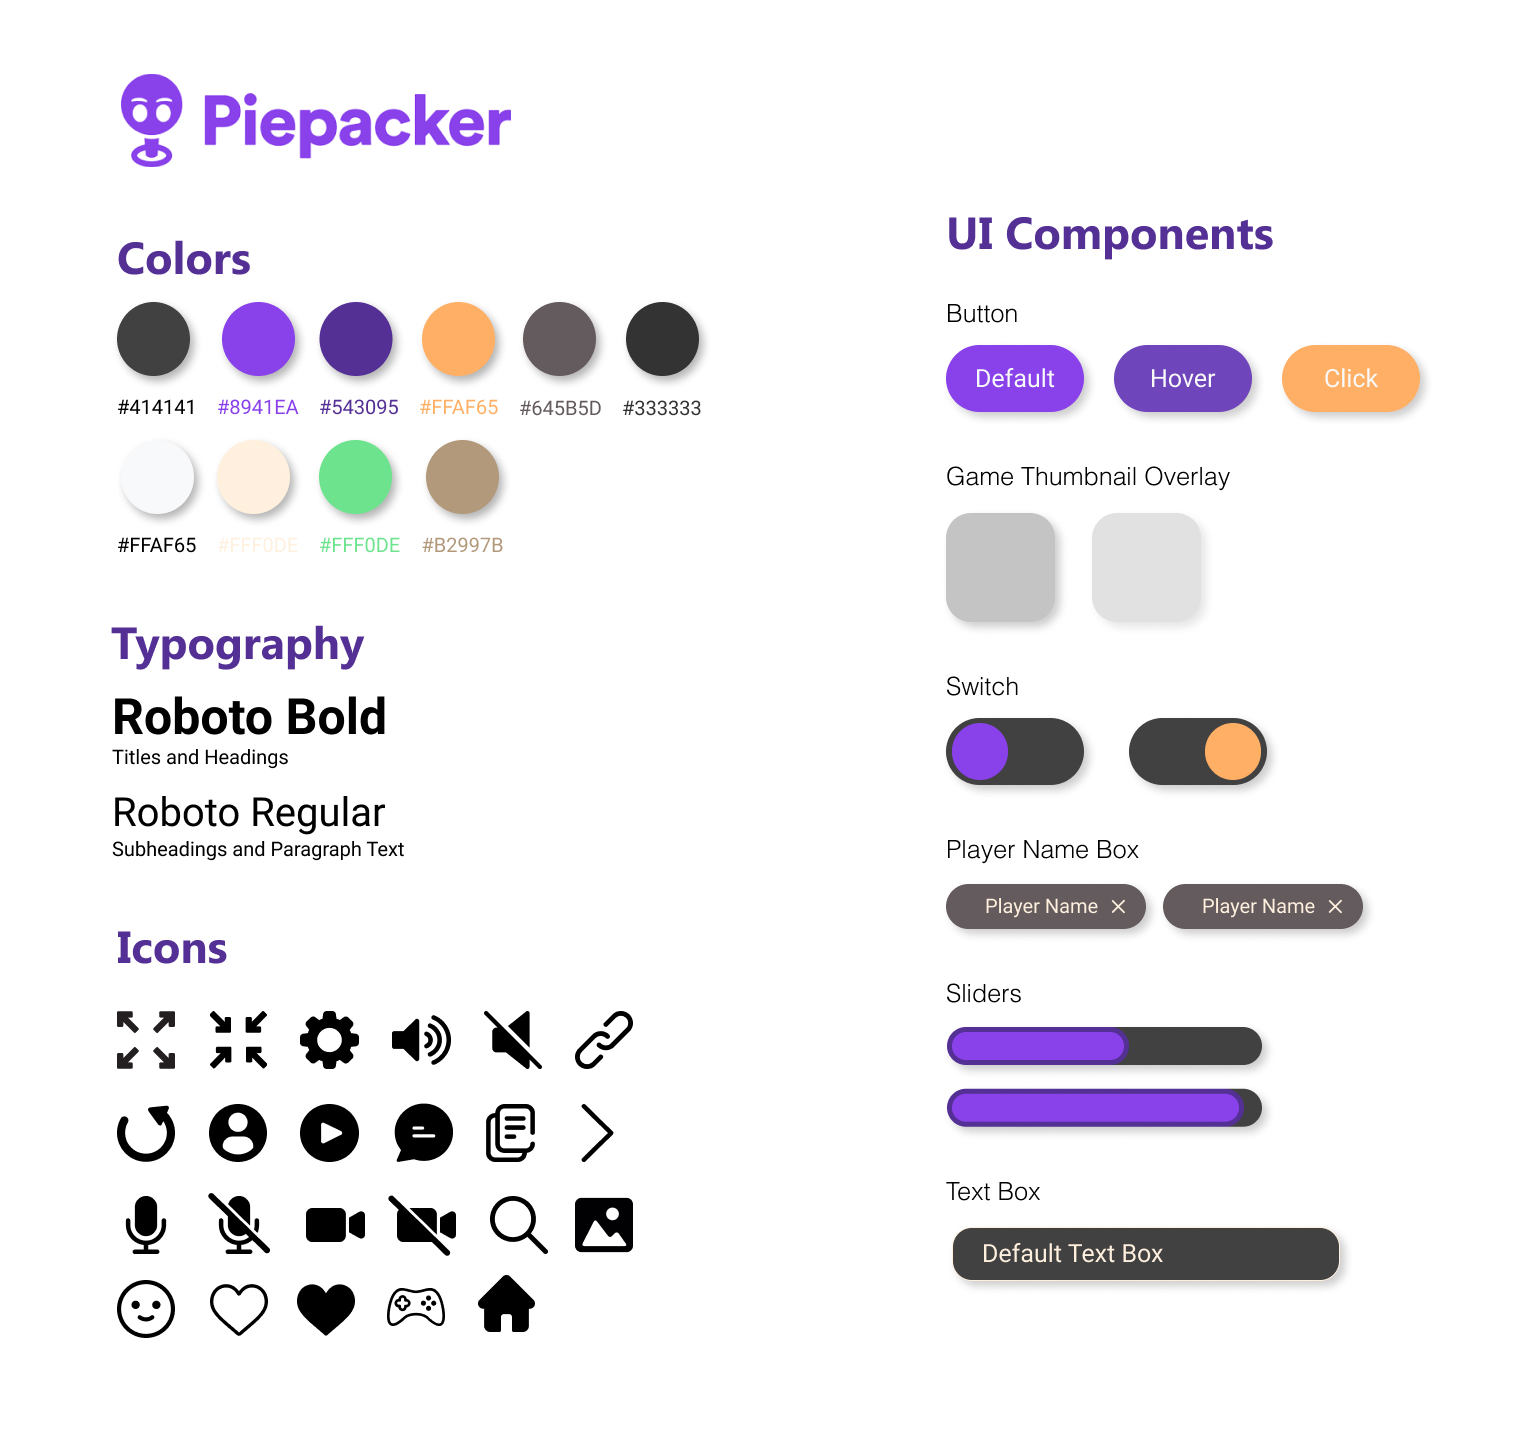 Piepacker
Colors
#414141 #8941EA #543095 #FFAF65 #645B5D #333333
#FFAF65 #FFF0DE #FFF0DE #B2997B
Typography
Roboto Bold
Titles and Headings
Roboto Regular
Subheadings and Paragraph Text
Icons
UI Components
Button
Default Hover Click
Game Thumbnail Overlay
Switch
Player Name Box
Player Name × Player Name ×
Sliders
Text Box
Default Text Box